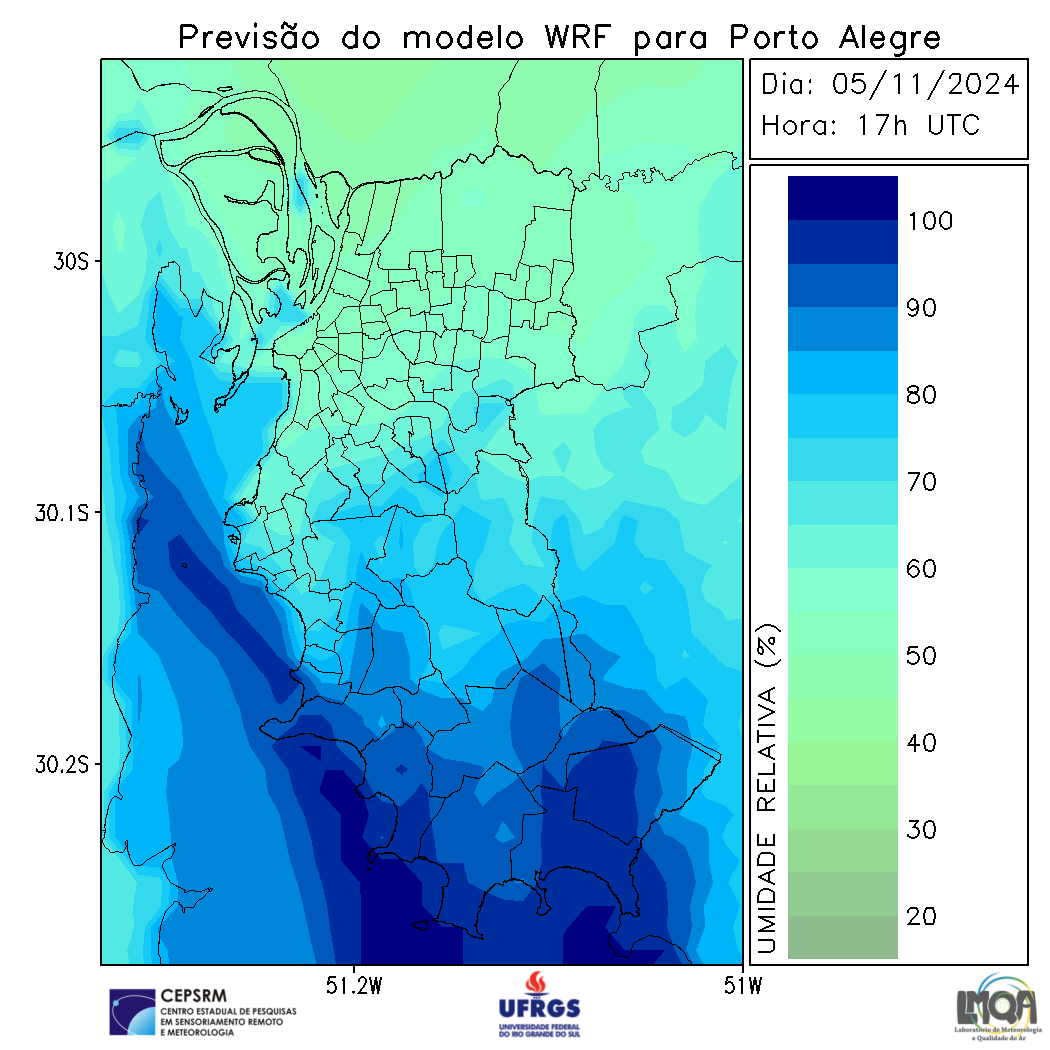 Previsão do modelo WRF para Porto Alegre
Dia: 05/11/2024
Hora: 17h UTC
100
90
80
70
60
50
40
30
20
UMIDADE RELATIVA (%)
30S
30.1S
30.2S
51.2W
51W
CEPSRM
CENTRO ESTADUAL DE PESQUISAS
EM SENSORIAMENTO REMOTO
E METEOROLOGIA
UFRGS
UNIVERSIDADE FEDERAL
DO RIO GRANDE DO SUL
LMQA
Laboratório de Meteorologia
e Qualidade do Ar